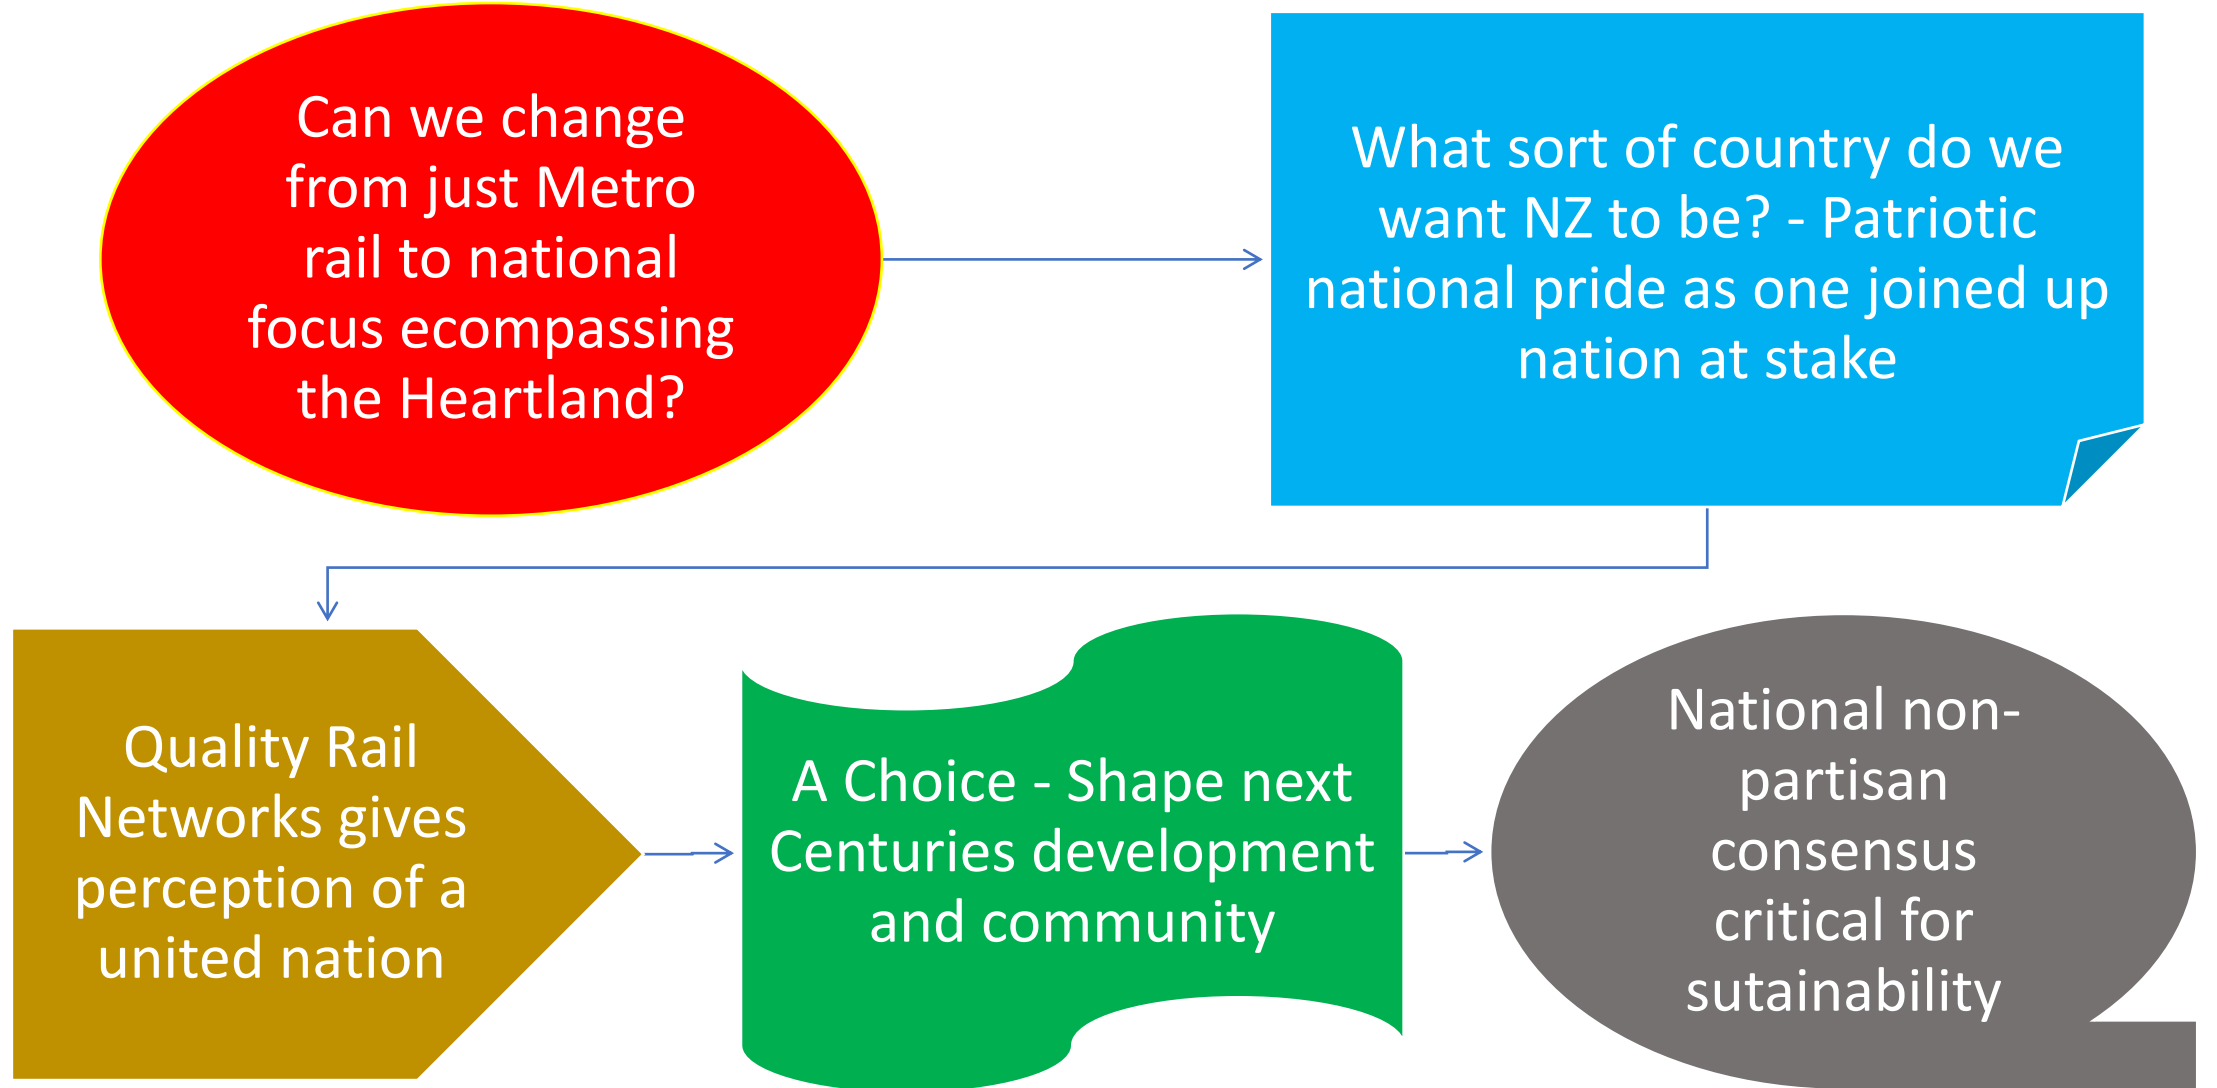 Can we change
from just Metro
rail to national
focus ecompassing
the Heartland?
What sort of country do we
want NZ to be? - Patriotic
national pride as one joined up
nation at stake
Quality Rail
Networks gives
perception of a
united nation
A Choice - Shape next
Centuries development
and community
National non-
partisan
consensus
critical for
sutainability